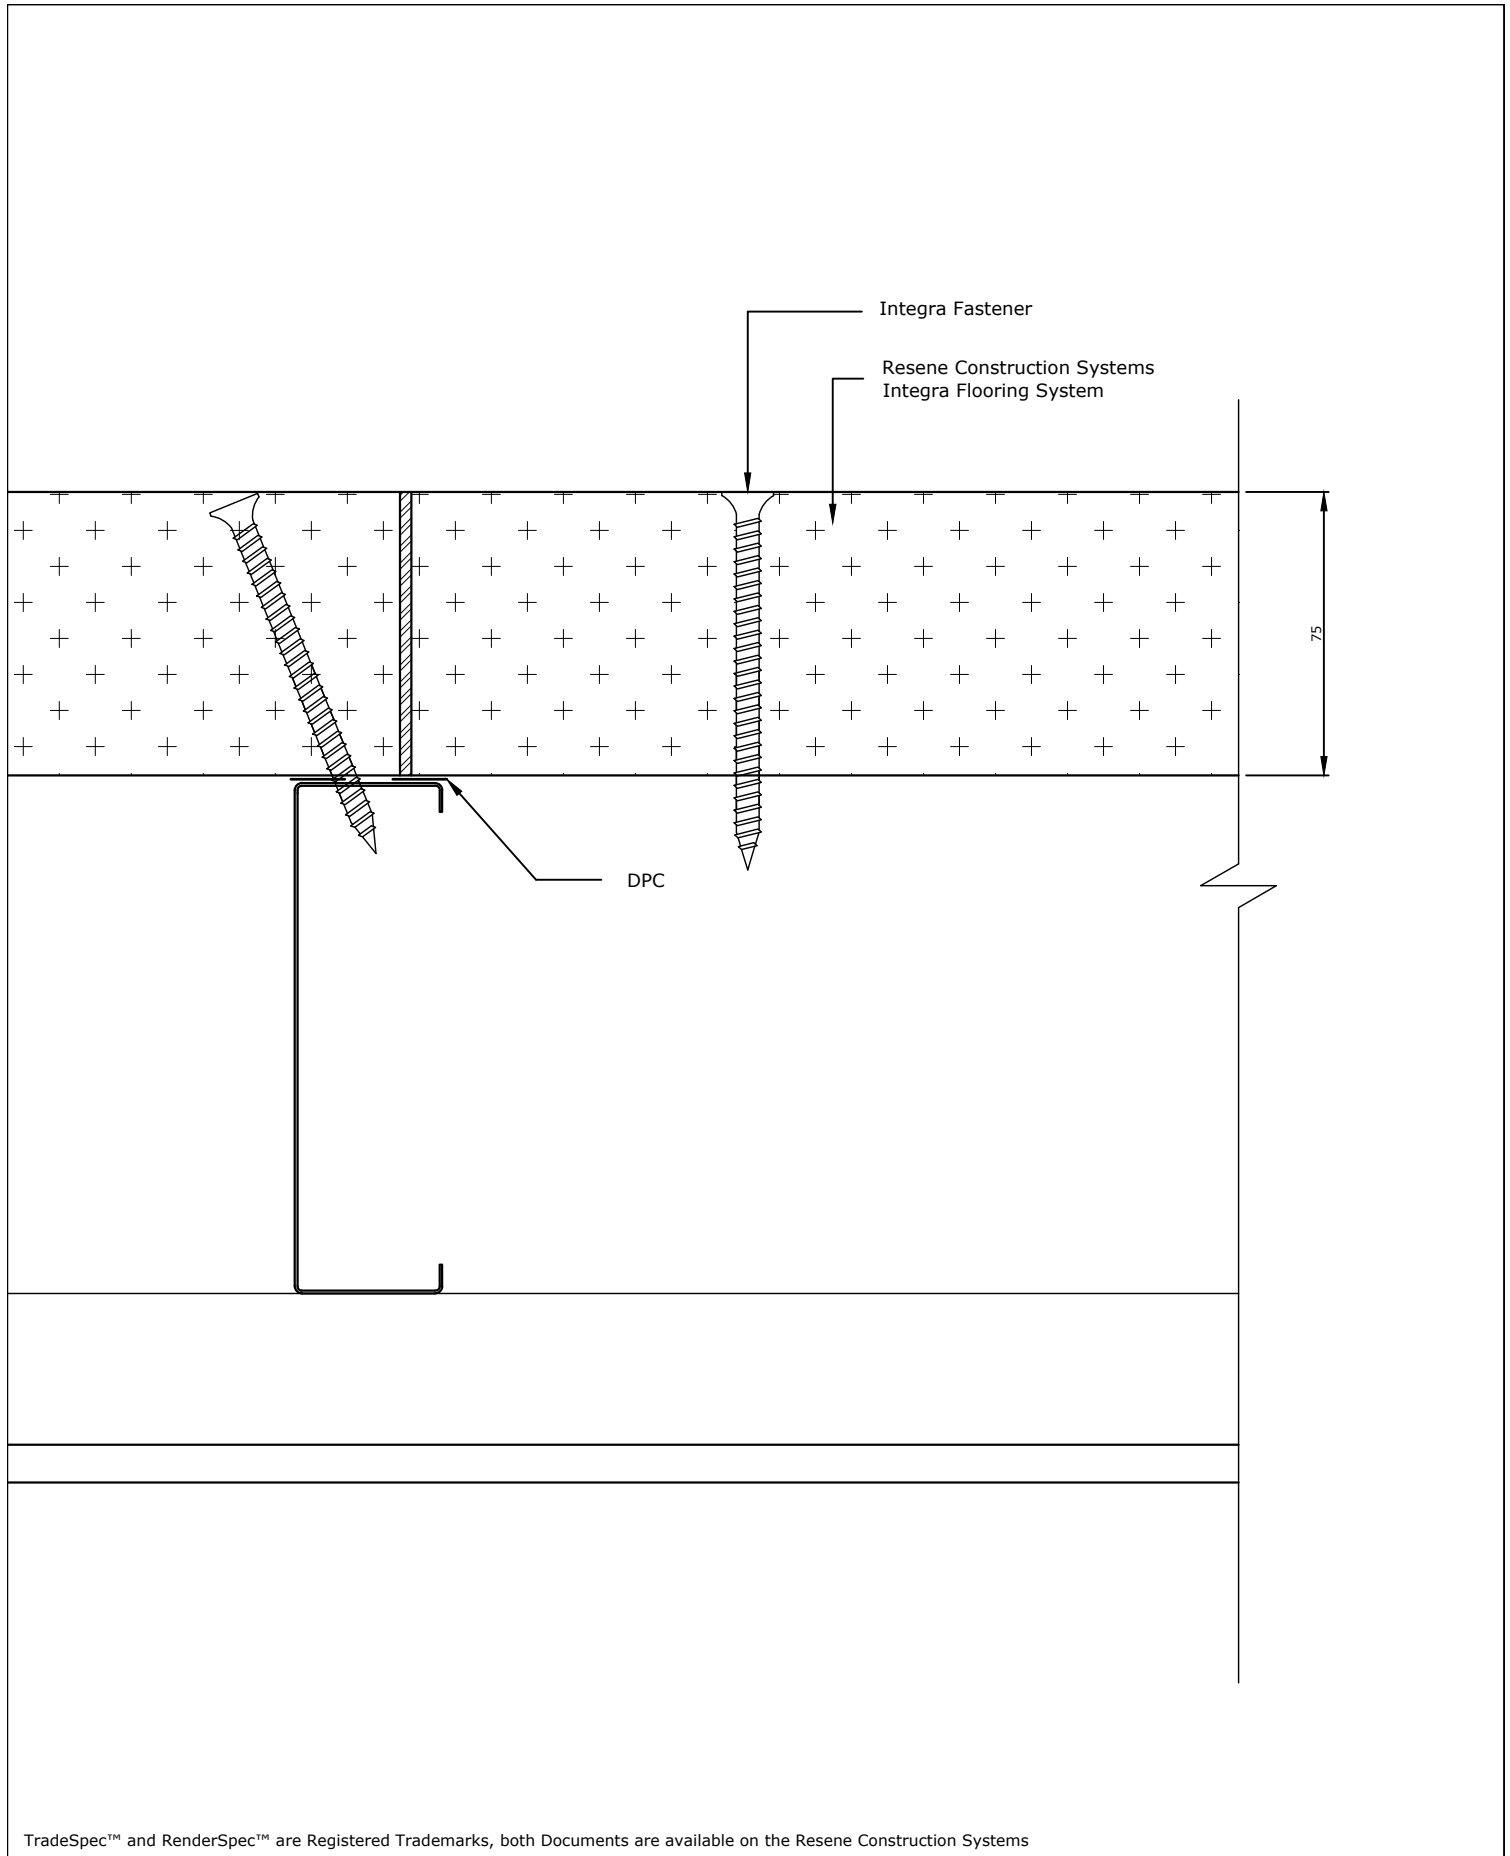 Integra Fastener
Resene Construction Systems
Integra Flooring System
75
DPC
TradeSpec™ and RenderSpec™ are Registered Trademarks, both Documents are available on the Resene Construction Systems